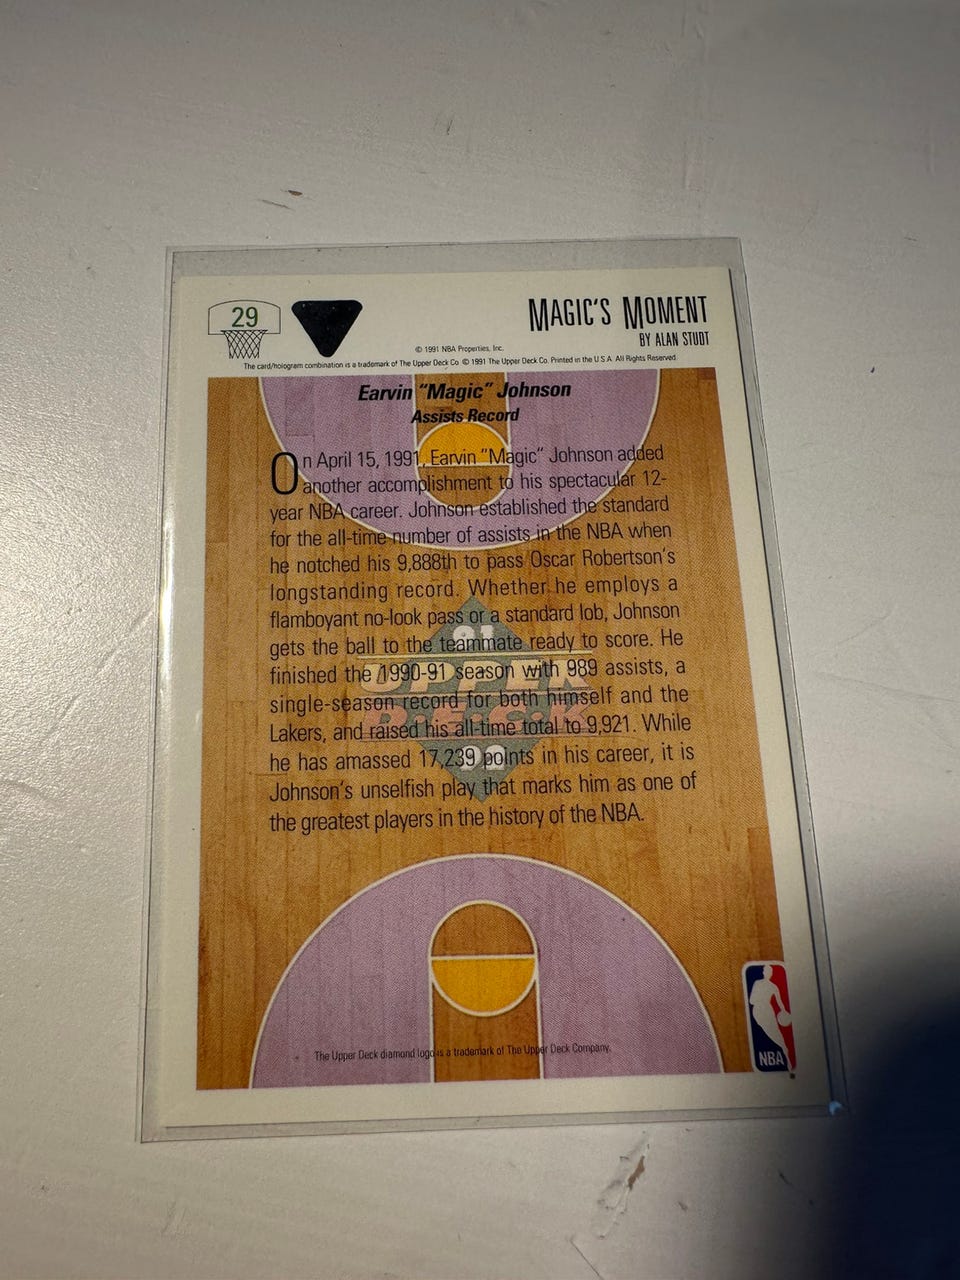 29
MAGIC'S MOMENT
BY ALAN STUDT
© 1991 NBA Properties, Inc.
The card/hologram combination is a trademark of The Upper Deck Co. © 1991 The Upper Deck Co. Printed in the U.S.A. All Rights Reserved.
Earvin "Magic" Johnson
Assists Record
On April 15, 1991, Earvin "Magic" Johnson added
another accomplishment to his spectacular 12-
year NBA career. Johnson established the standard
for the all-time number of assists in the NBA when
he notched his 9,888th to pass Oscar Robertson's
longstanding record. Whether he employs a
flamboyant no-look pass or a standard lob, Johnson
gets the ball to the teammate ready to score. He
finished the 1990-91 season with 989 assists, a
single-season record for both himself and the
Lakers, and raised his all-time total to 9,921. While
he has amassed 17,239 points in his career, it is
Johnson's unselfish play that marks him as one of
the greatest players in the history of the NBA.
91
UPPER
DECK
92
The Upper Deck diamond logo is a trademark of The Upper Deck Company.
NBA